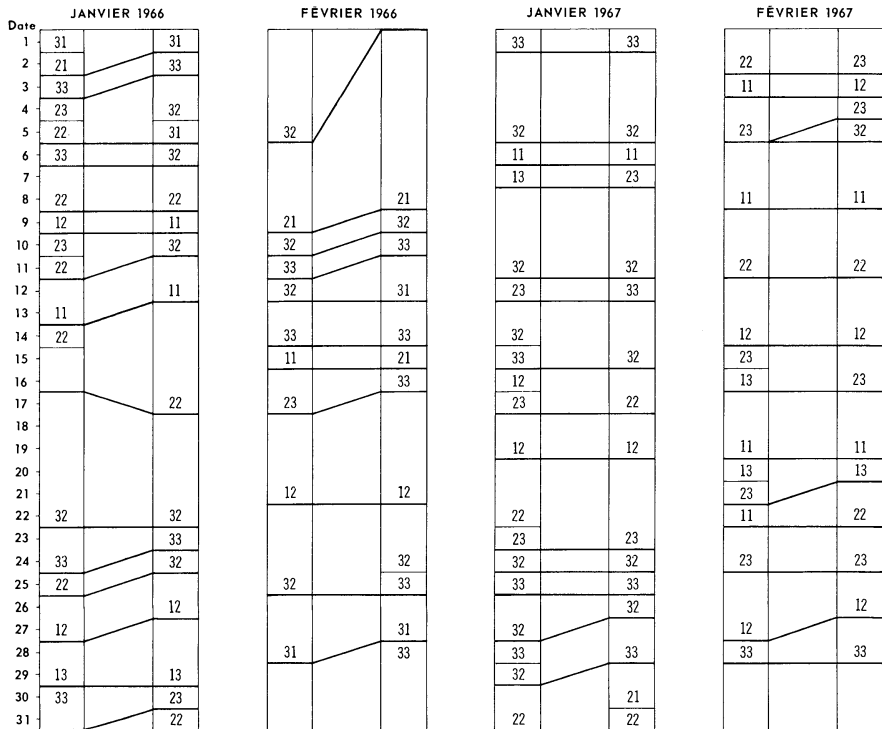 JANVIER 1966 FÉVRIER 1966 JANVIER 1967 FÉVRIER 1967
Date
1 31 31 33 33
2 21 33 22 23
3 33 11 12
4 23 32 23
5 22 31 32 32 32 23 32
6 33 32 11 11
7 13 23
8 22 22 21 11 11
9 12 11 21 32
10 23 32 32 33
11 22 33 32 32 22 22
12 11 32 31 23 33
13 11
14 22 33 33 32 12 12
15 11 21 33 32 23
16 33 12 13 23
17 22 23 23 22
18
19 12 12 11 11
20 13 13
21 12 12 23
22 32 32 22 11 22
23 33 23 23
24 33 32 32 32 32 23 23
25 22 32 33 33 33
26 12 32
27 12 31 32 12 12
28 31 33 33 33 33 33
29 13 13 32
30 33 23 21
31 22 22 22